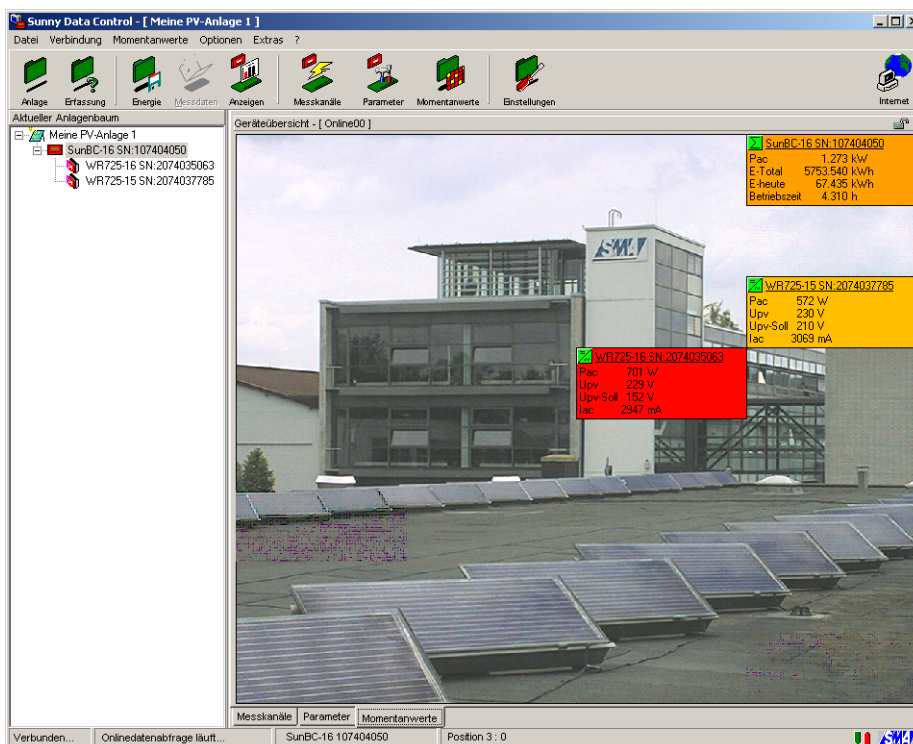 Sunny Data Control - [ Meine PV-Anlage 1 ]
Datei Verbindung Momentanwerte Optionen Extras ?
Anlage Erfassung Energie Messdaten Anzeigen Messkanäle Parameter Momentanwerte Einstellungen Internet
Aktueller Anlagenbaum
Meine PV-Anlage 1
SunBC-16 SN:107404050
WR725-16 SN:2074035063
WR725-15 SN:2074037785
Geräteübersicht - [ Online00 ]
SunBC-16 SN:107404050
Pac 1.273 kW
E-Total 5753.540 kWh
E-heute 67.435 kWh
Betriebszeit 4.310 h
SMA
WR725-15 SN:2074037785
Pac 572 W
Upv 230 V
Upv-Soll 210 V
Iac 3069 mA
WR725-16 SN:2074035063
Pac 701 W
Upv 229 V
Upv-Soll 152 V
Iac 2947 mA
Messkanäle Parameter Momentanwerte
Verbunden... Onlinedatenabfrage läuft... SunBC-16 107404050 Position 3 : 0 SMA